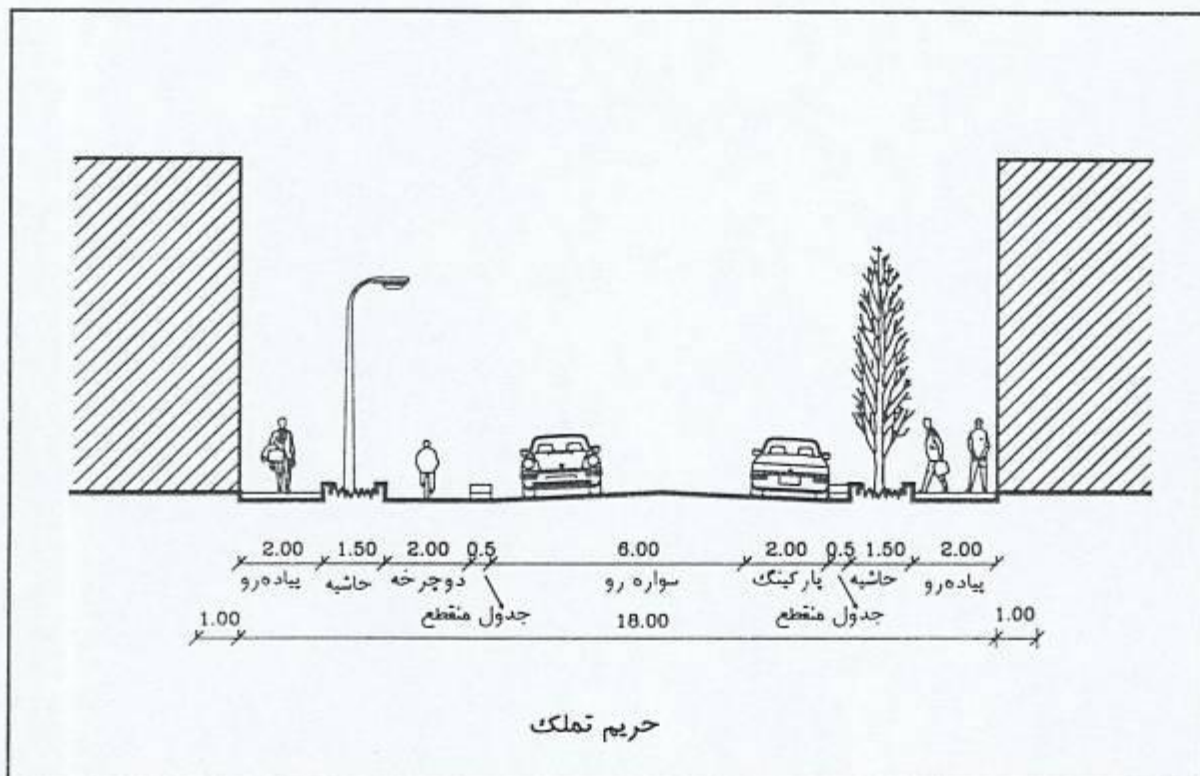 2.00 1.50 2.00 0.5 6.00 2.00 0.5 1.50 2.00
پیاده‌رو حاشیه دوچرخه سواره رو پارکینگ حاشیه پیاده‌رو
جدول منقطع جدول منقطع
1.00 18.00 1.00
حریم تملک